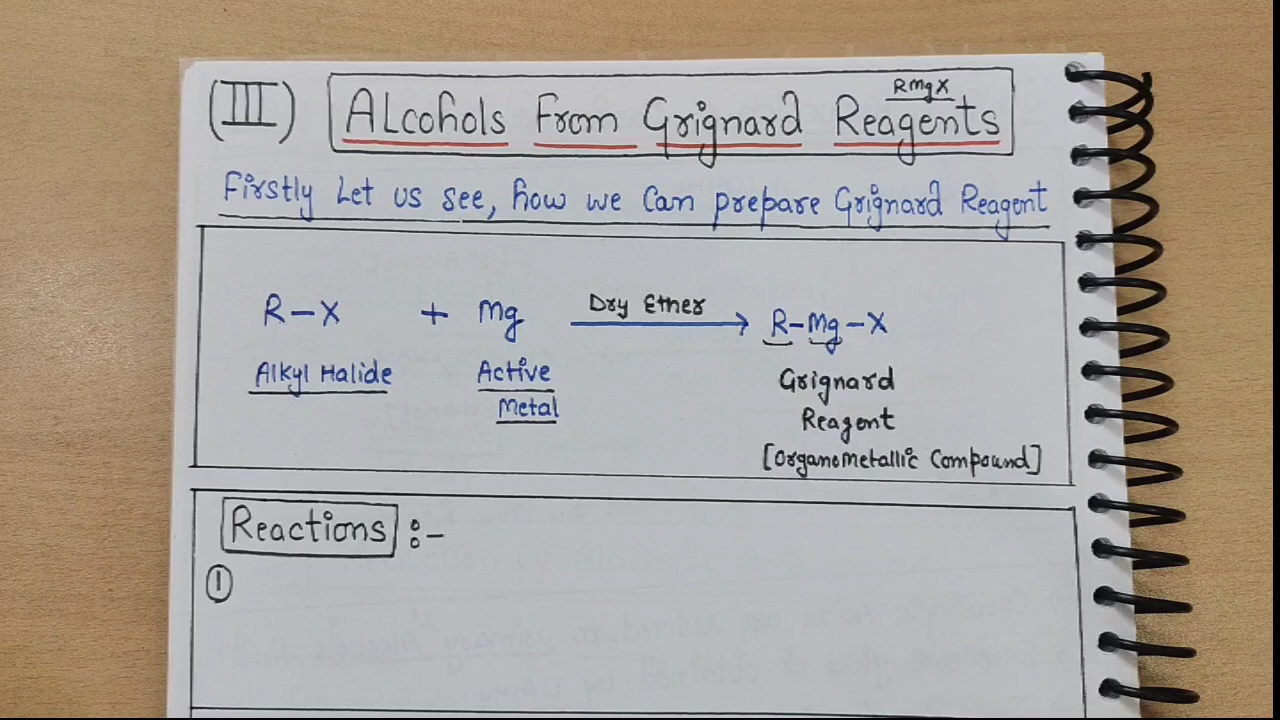 (III) Alcohols From Grignard Reagents
RMgX
Firstly Let us see, how we can prepare Grignard Reagent
R-X + Mg Dry Ether → R-Mg-X
Alkyl Halide Active Metal Grignard Reagent
[Organometallic Compound]
Reactions :-
①